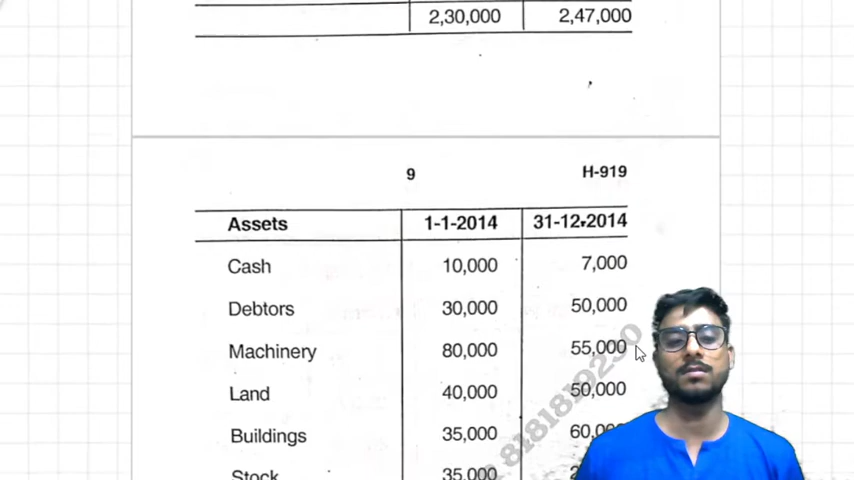 2,30,000 2,47,000
9 H-919
Assets 1-1-2014 31-12-2014
Cash 10,000 7,000
Debtors 30,000 50,000
Machinery 80,000 55,000
Land 40,000 50,000
Buildings 35,000
Stock 35,000